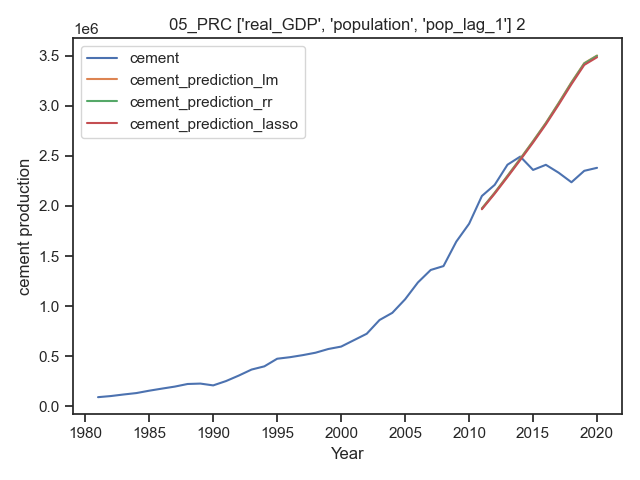 05_PRC ['real_GDP', 'population', 'pop_lag_1'] 2
1e6
cement
cement_prediction_lm
cement_prediction_rr
cement_prediction_lasso
3.5
3.0
2.5
2.0
1.5
1.0
0.5
0.0
cement production
1980 1985 1990 1995 2000 2005 2010 2015 2020
Year